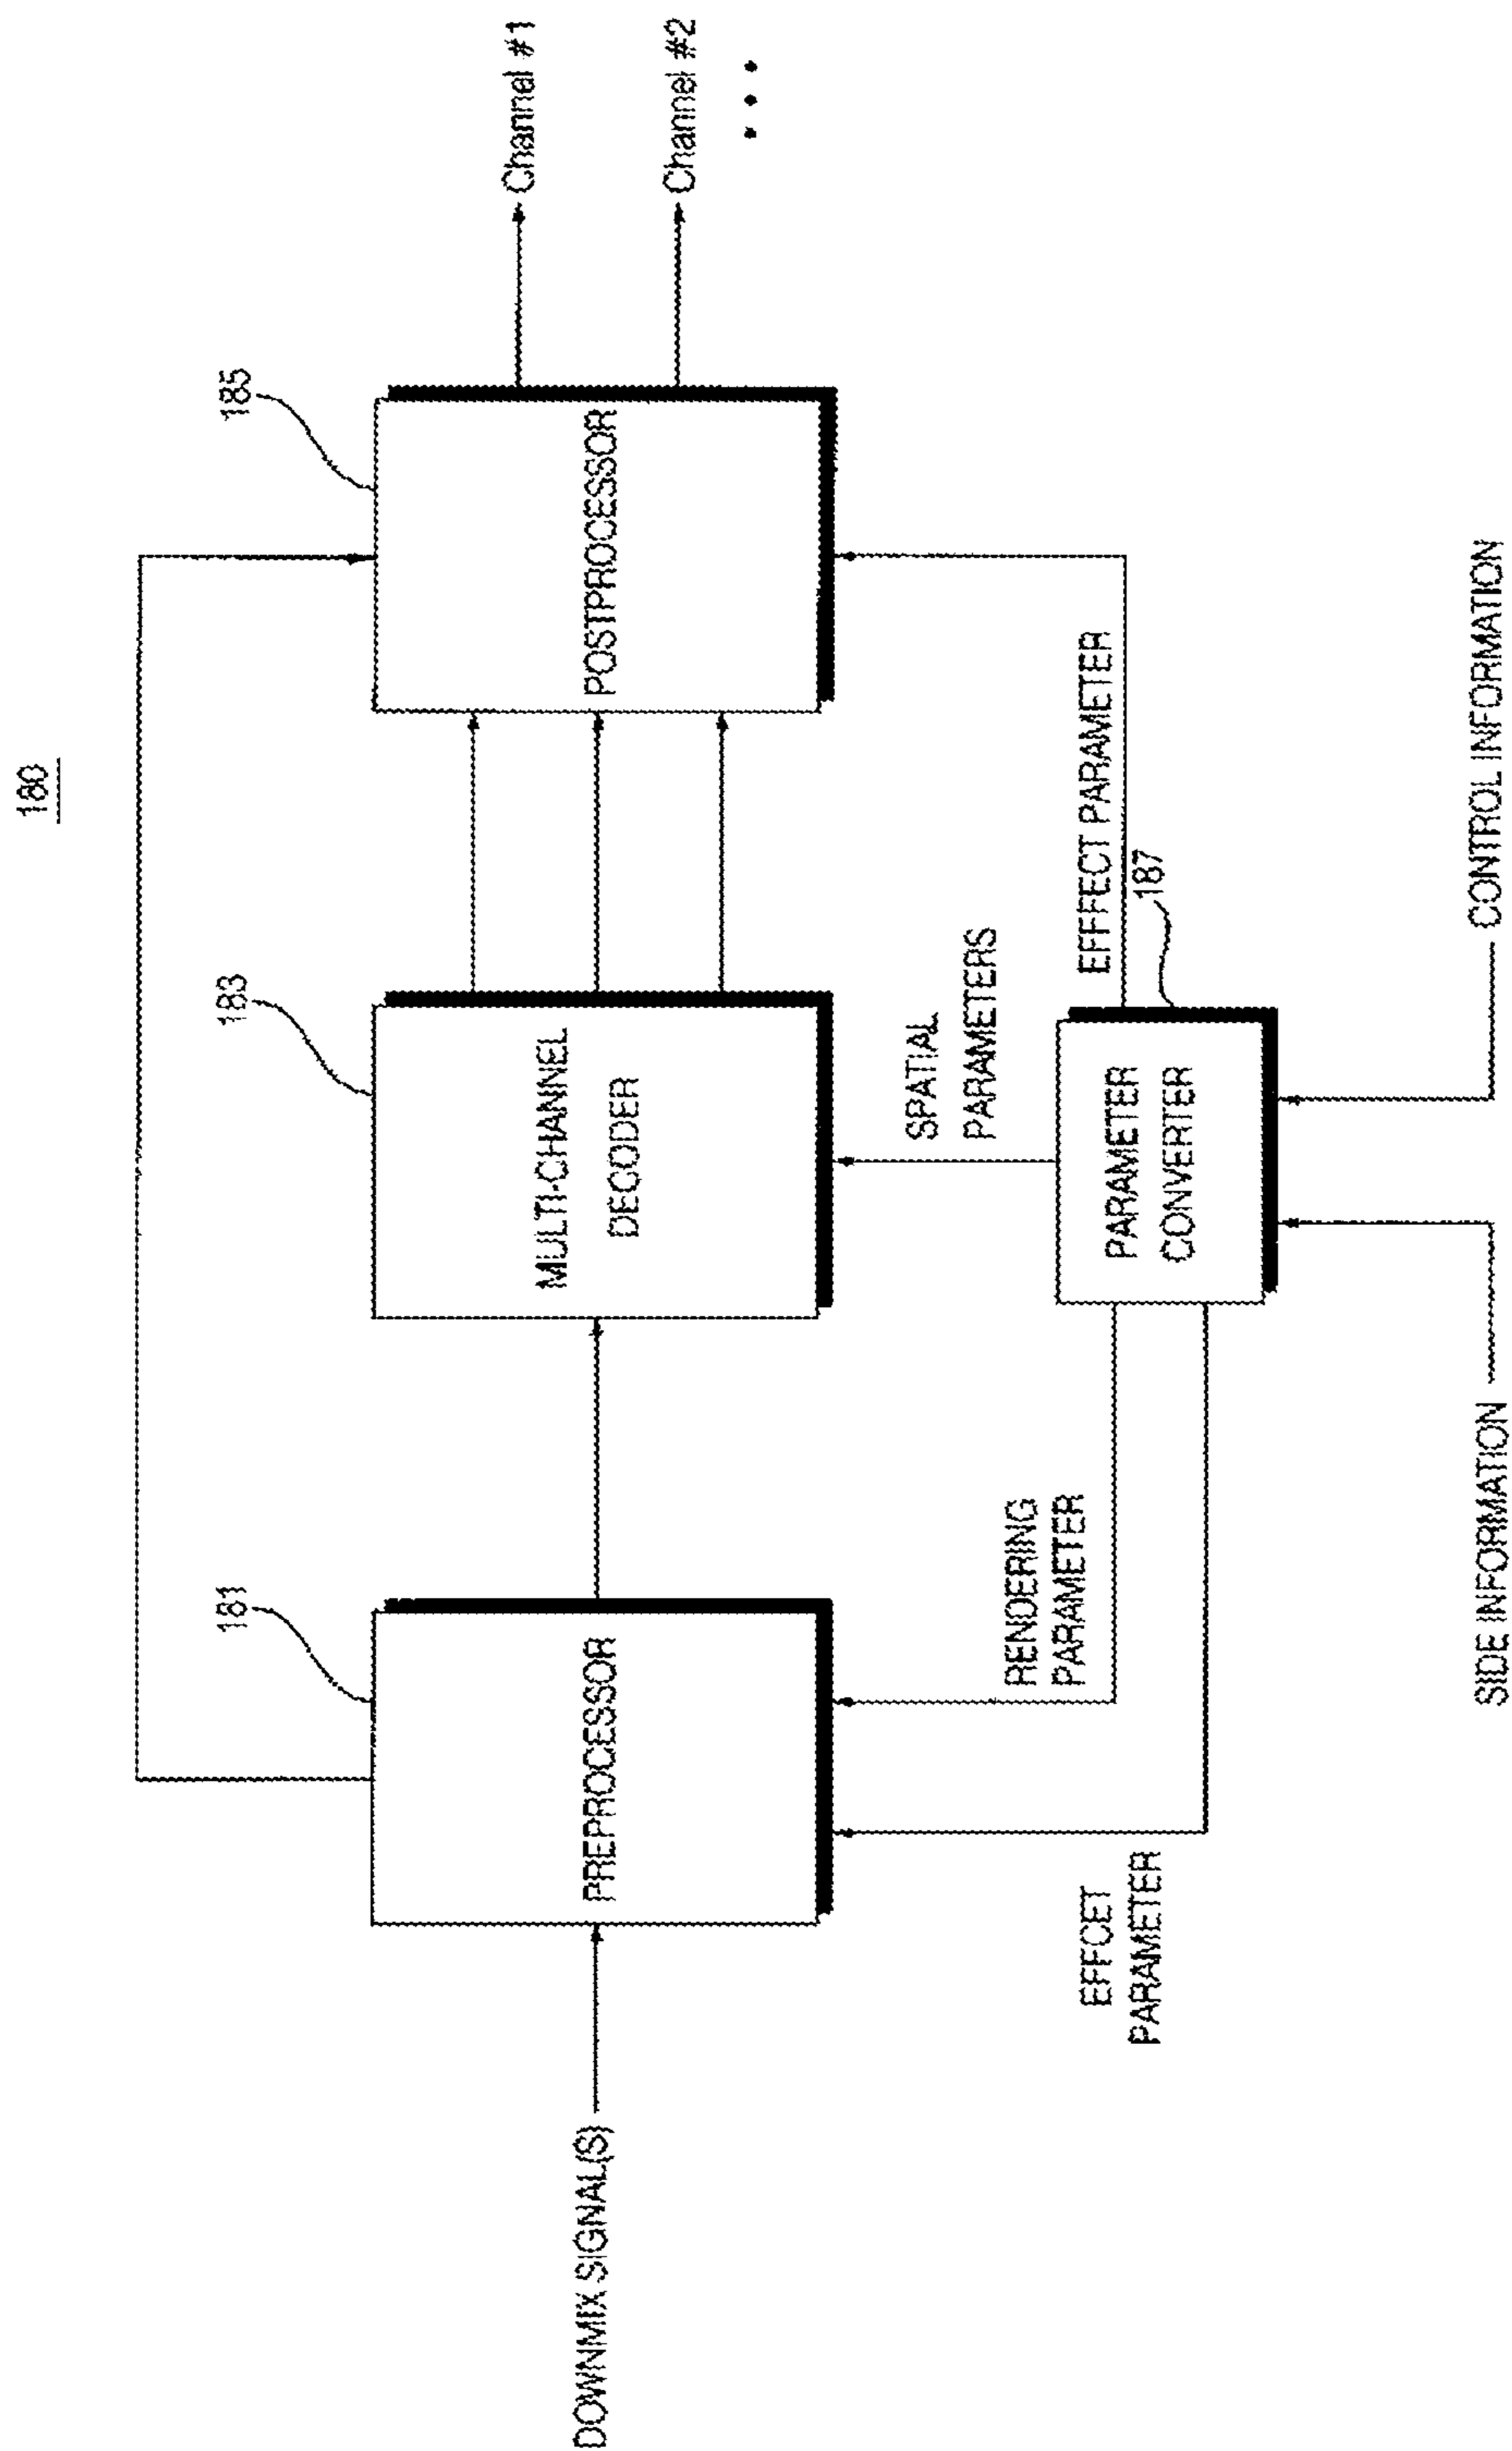 180
181
183
185
DOWNMIX SIGNAL(S)
PREPROCESSOR
MULTI-CHANNEL
DECODER
POSTPROCESSOR
Channel #1
Channel #2
• • •
EFFCET
PARAMETER
RENDERING
PARAMETER
SPATIAL
PARAMETERS
EFFFECT PARAMETER
187
PARAMETER
CONVERTER
SIDE INFORMATION
CONTROL INFORMATION